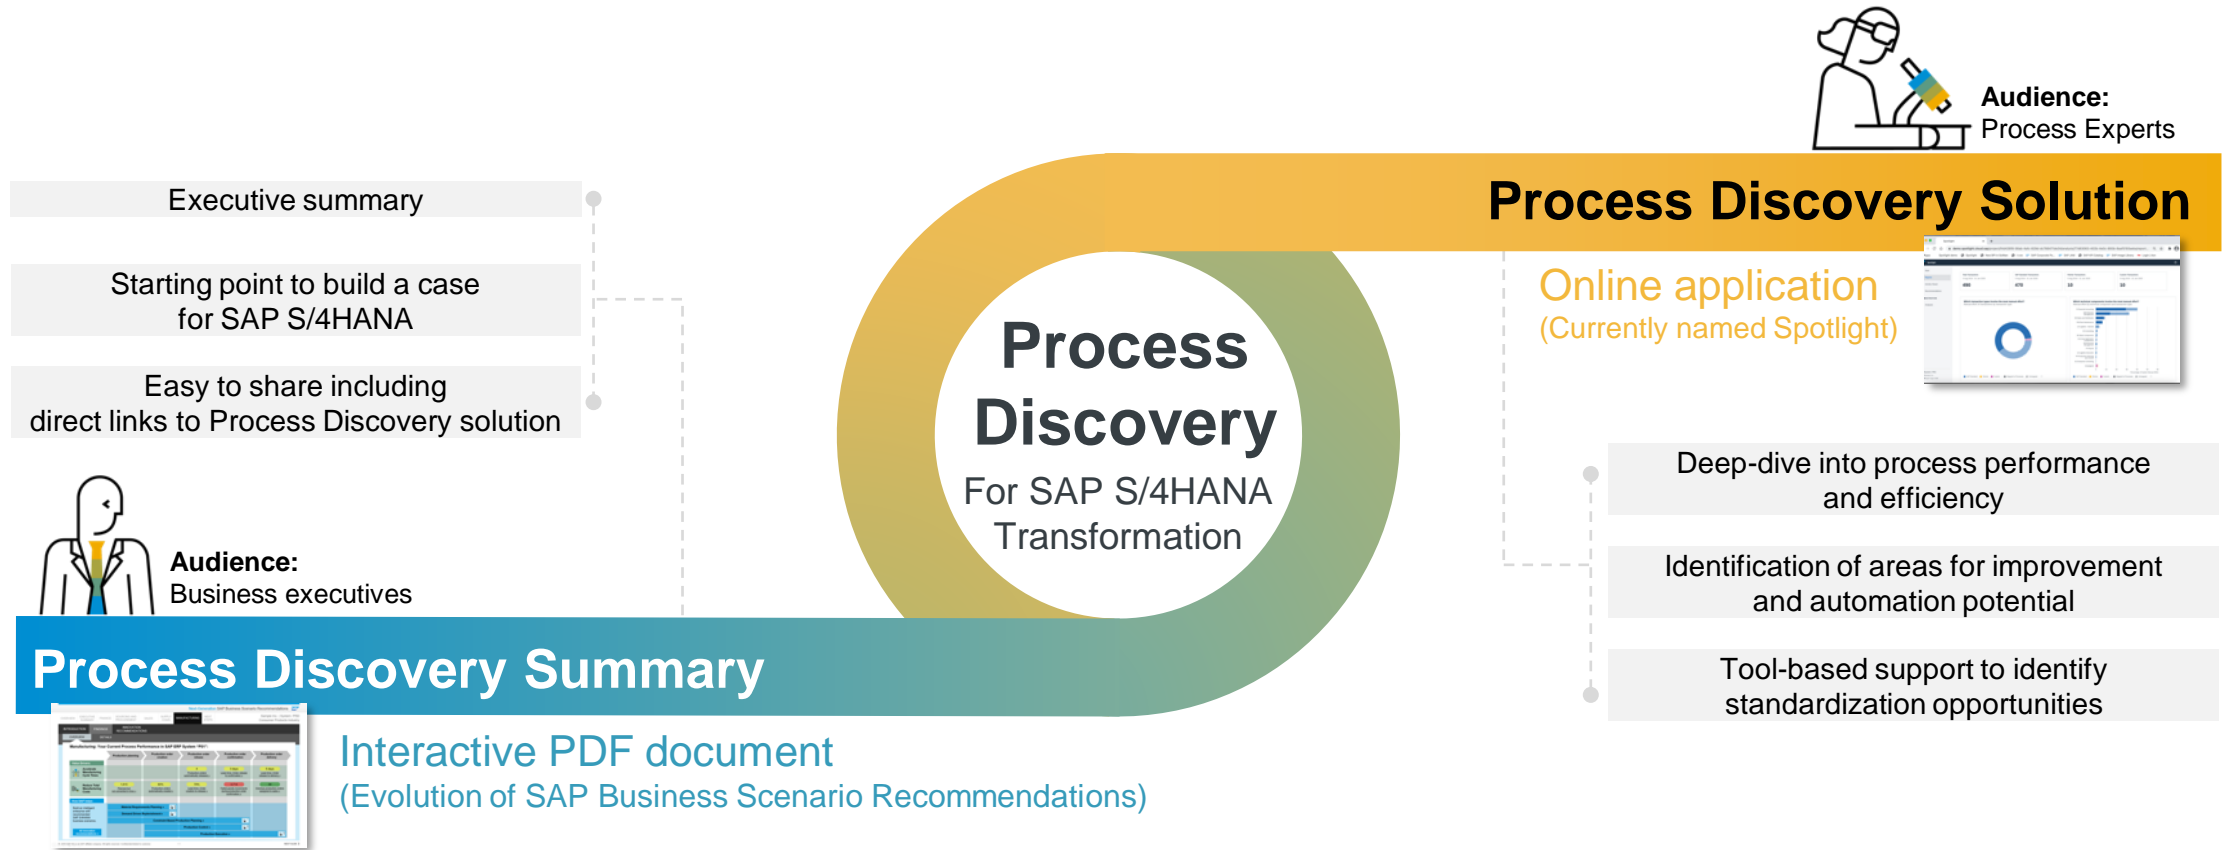 Audience:
Process Experts
Process Discovery Solution
Online application
(Currently named Spotlight)
Executive summary
Starting point to build a case
for SAP S/4HANA
Easy to share including
direct links to Process Discovery solution
Process
Discovery
For SAP S/4HANA
Transformation
Deep-dive into process performance
and efficiency
Identification of areas for improvement
and automation potential
Tool-based support to identify
standardization opportunities
Audience:
Business executives
Process Discovery Summary
Interactive PDF document
(Evolution of SAP Business Scenario Recommendations)